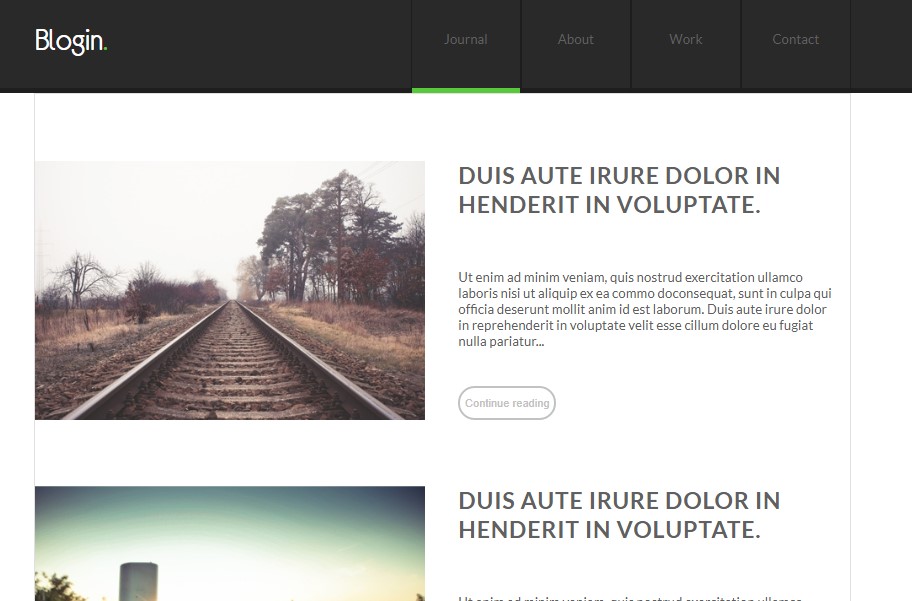 Blogin.
Journal
About
Work
Contact
DUIS AUTE IRURE DOLOR IN
HENDERIT IN VOLUPTATE.
Ut enim ad minim veniam, quis nostrud exercitation ullamco
laboris nisi ut aliquip ex ea commo doconsequat, sunt in culpa qui
officia deserunt mollit anim id est laborum. Duis aute irure dolor
in reprehenderit in voluptate velit esse cillum dolore eu fugiat
nulla pariatur...
Continue reading
DUIS AUTE IRURE DOLOR IN
HENDERIT IN VOLUPTATE.